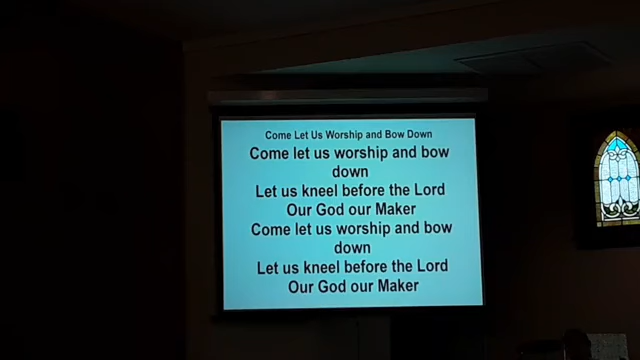 Come Let Us Worship and Bow Down
Come let us worship and bow
down
Let us kneel before the Lord
Our God our Maker
Come let us worship and bow
down
Let us kneel before the Lord
Our God our Maker